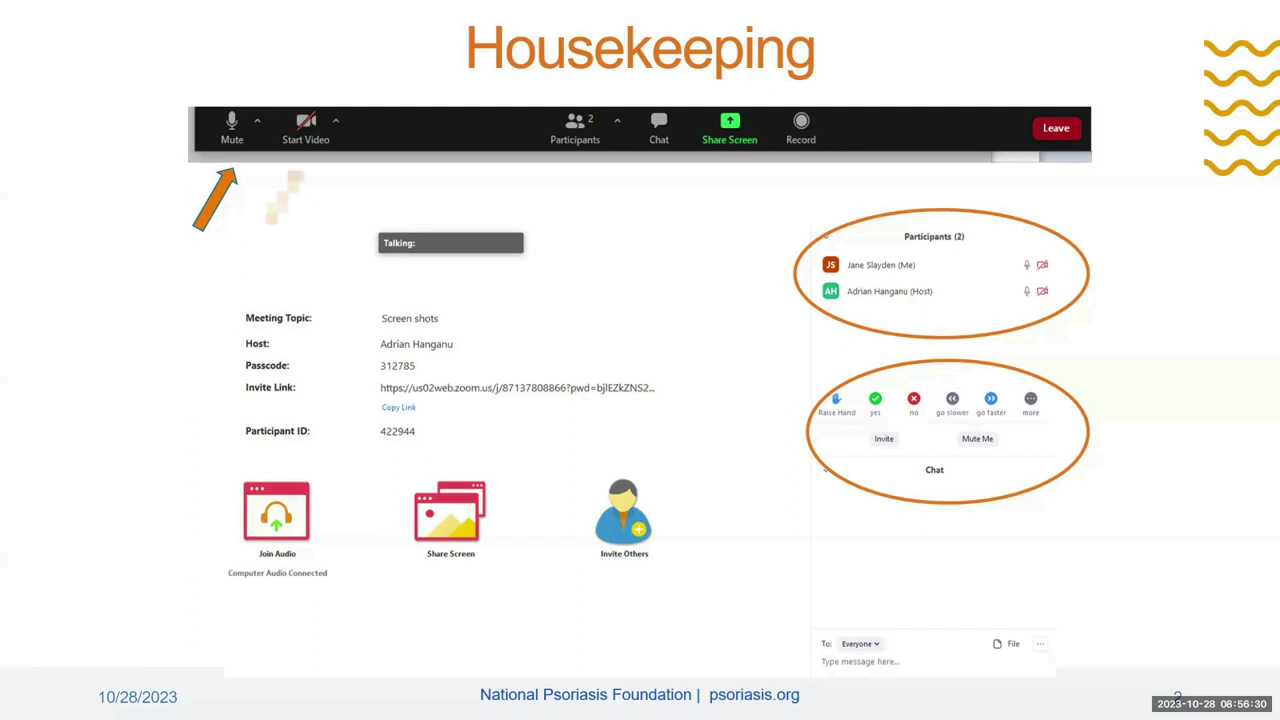 Housekeeping
Mute
Start Video
2
Participants
Chat
Share Screen
Record
Leave
Talking:
Participants (2)
JS Jane Slayden (Me)
AH Adrian Hanganu (Host)
Meeting Topic: Screen shots
Host: Adrian Hanganu
Passcode: 312785
Invite Link: https://us02web.zoom.us/j/87137808866?pwd=bjlEZkZNS2...
Copy Link
Participant ID: 422944
Raise Hand yes no go slower go faster more
Invite Mute Me
Chat
Join Audio
Share Screen
Invite Others
Computer Audio Connected
To: Everyone File
Type message here...
10/28/2023
National Psoriasis Foundation | psoriasis.org
2
2023-10-28 08:56:30